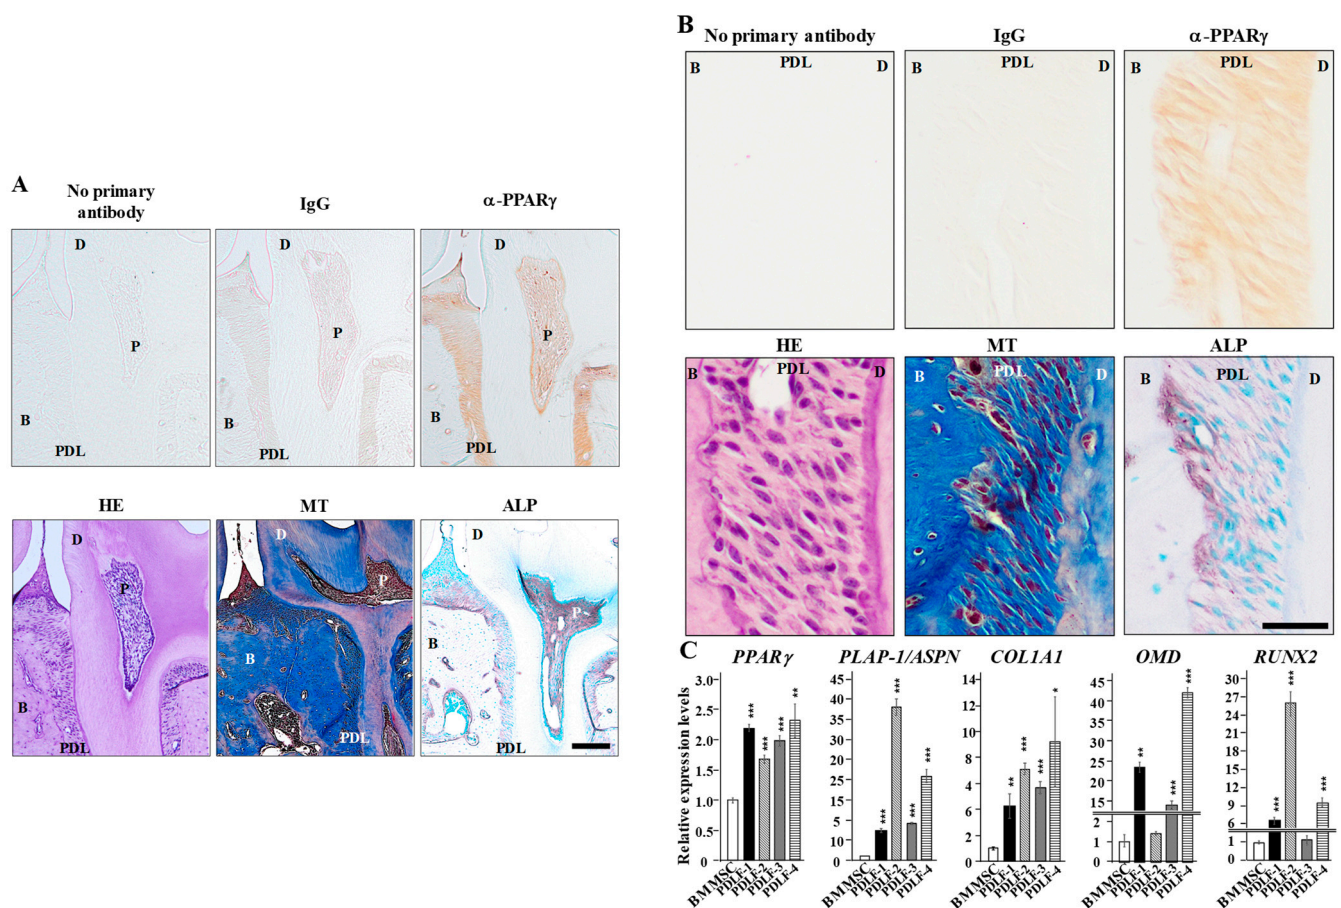 A
No primary
antibody
IgG
α-PPARγ
D
P
B
PDL
P
B
PDL
D
P
B
PDL
HE
MT
ALP
D
P
B
PDL
D
P
B
PDL
D
P
B
PDL
B
No primary antibody
IgG
α-PPARγ
B
PDL
D
B
PDL
D
B
PDL
D
HE
MT
ALP
B
PDL
D
B
PDL
D
B
PDL
D
C
Relative expression levels
PPARγ
3.0
2.5
2.0
1.5
1.0
0.5
0
***
***
***
**
BMMSC
PDLF-1
PDLF-2
PDLF-3
PDLF-4
PLAP-1/ASPN
45
40
35
30
25
20
15
10
5
0
***
***
***
***
BMMSC
PDLF-1
PDLF-2
PDLF-3
PDLF-4
COL1A1
14
12
10
8
6
4
2
0
**
***
***
*
BMMSC
PDLF-1
PDLF-2
PDLF-3
PDLF-4
OMD
45
40
35
30
25
20
15
2
1
0
**
***
***
BMMSC
PDLF-1
PDLF-2
PDLF-3
PDLF-4
RUNX2
30
27
24
21
18
15
12
9
6
1
0
***
***
***
BMMSC
PDLF-1
PDLF-2
PDLF-3
PDLF-4